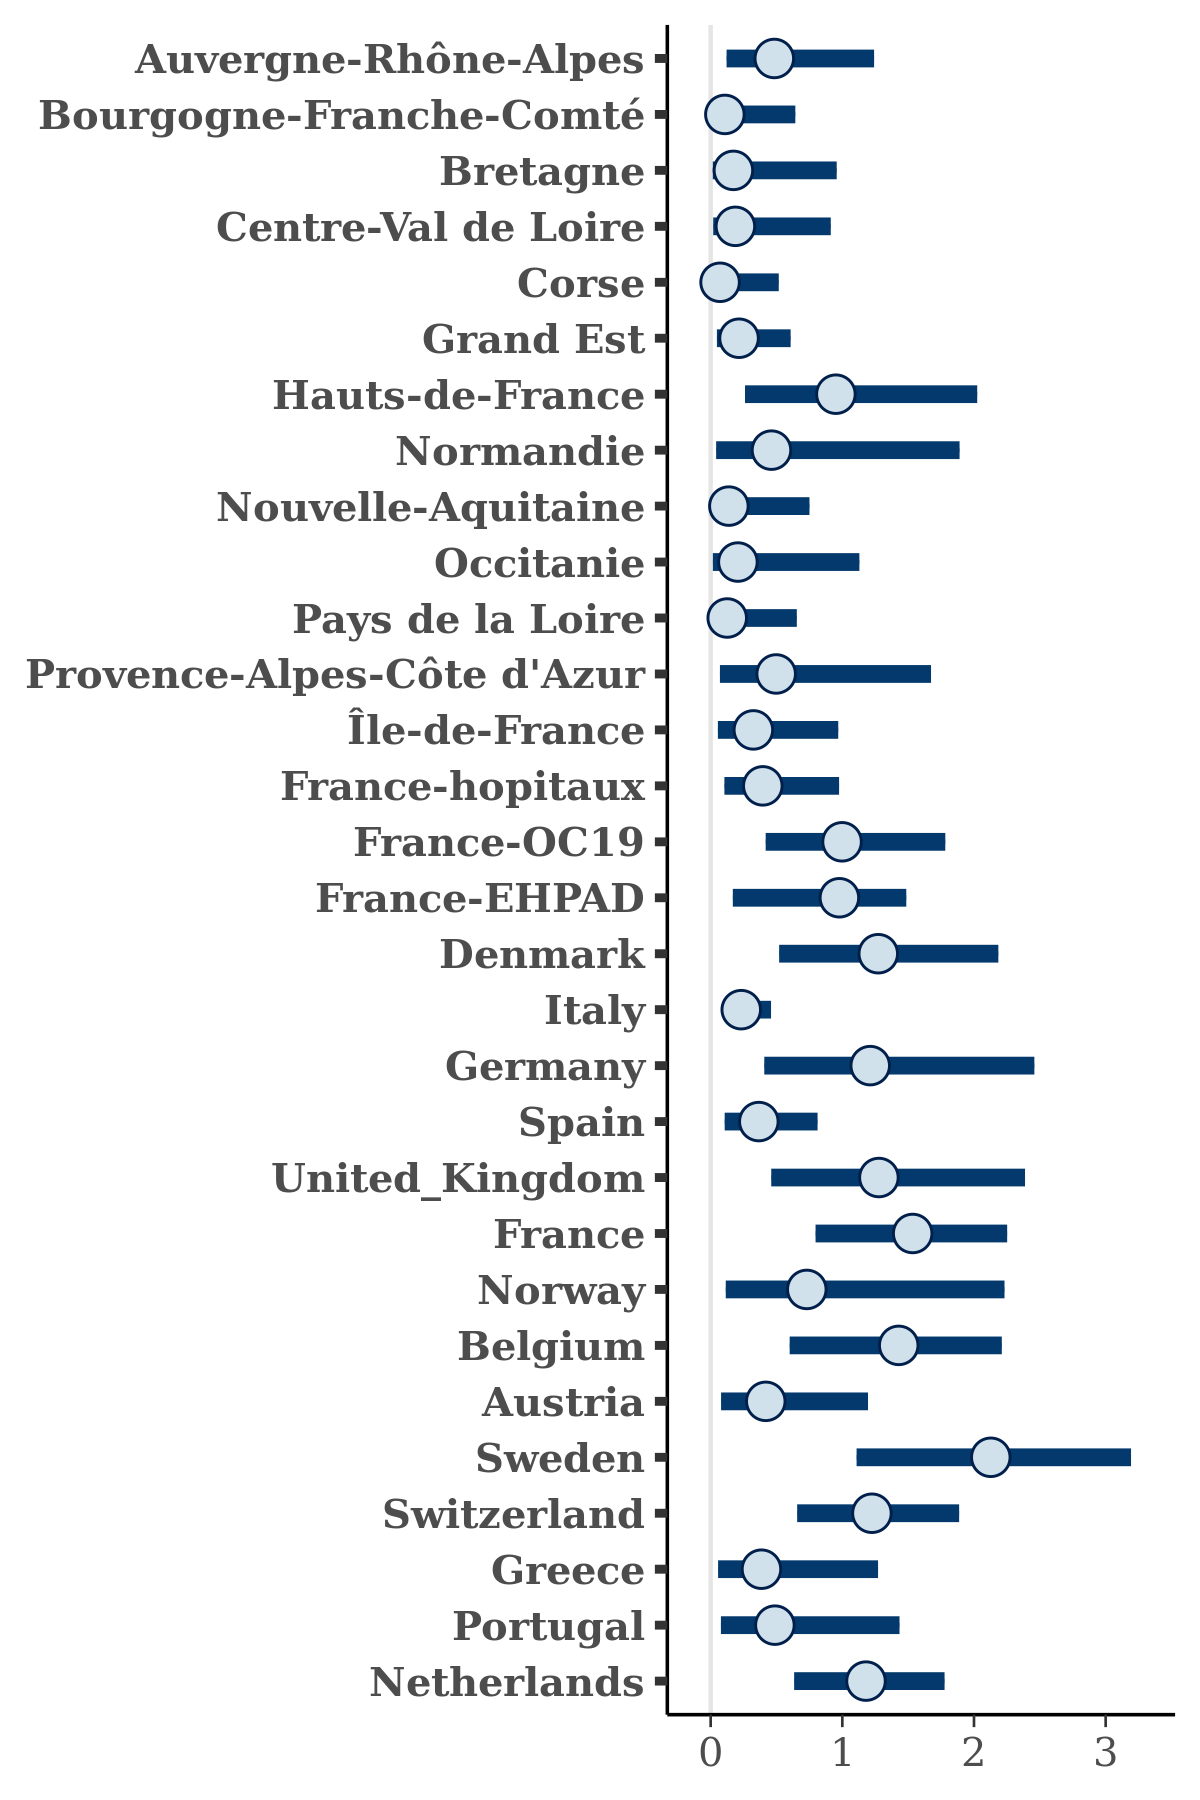 Auvergne-Rhône-Alpes
Bourgogne-Franche-Comté
Bretagne
Centre-Val de Loire
Corse
Grand Est
Hauts-de-France
Normandie
Nouvelle-Aquitaine
Occitanie
Pays de la Loire
Provence-Alpes-Côte d'Azur
Île-de-France
France-hopitaux
France-OC19
France-EHPAD
Denmark
Italy
Germany
Spain
United_Kingdom
France
Norway
Belgium
Austria
Sweden
Switzerland
Greece
Portugal
Netherlands
0 1 2 3